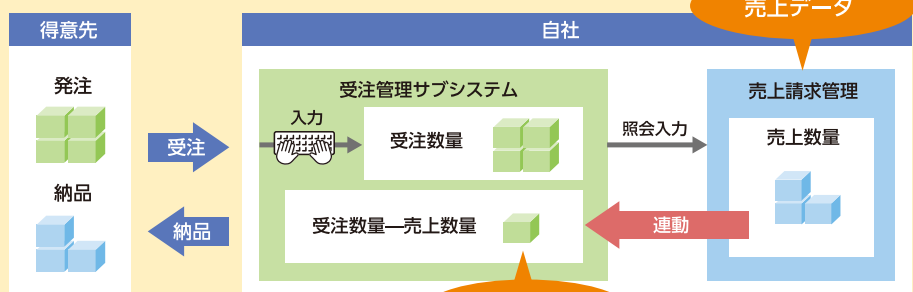 売上データ
得意先
自社
発注
納品
受注
納品
受注管理サブシステム
入力
受注数量
受注数量―売上数量
照会入力
連動
売上請求管理
売上数量